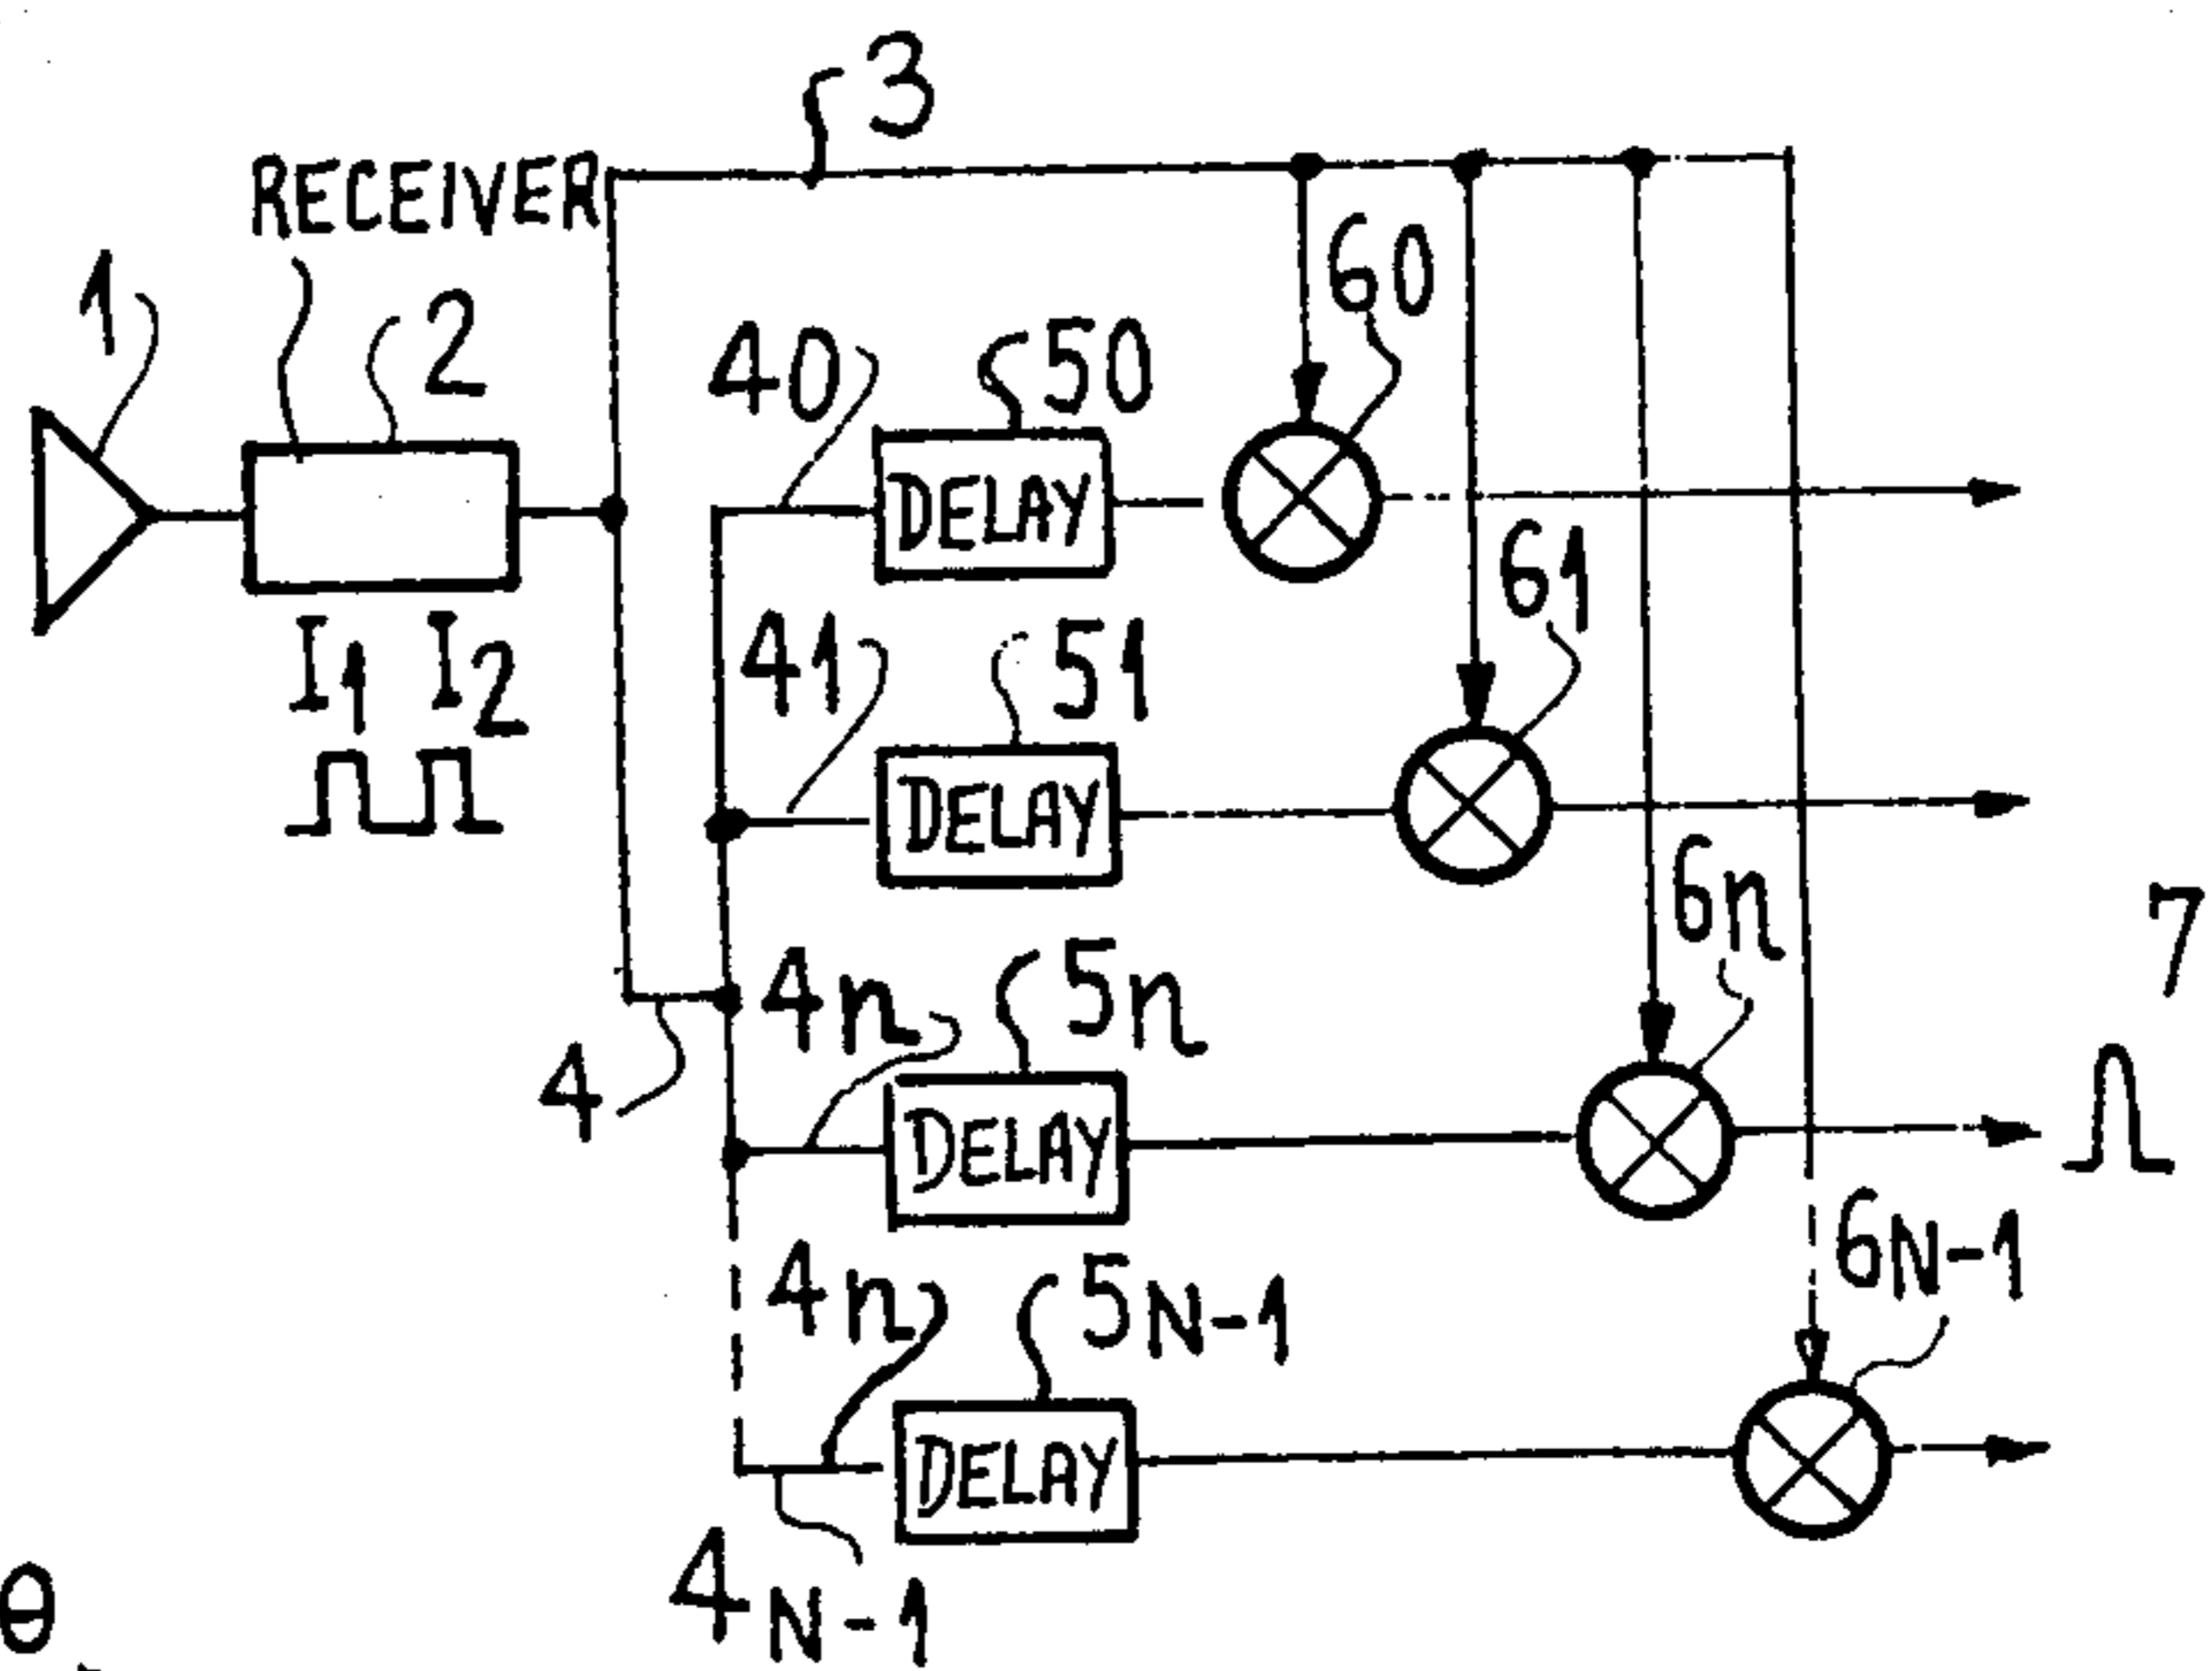 3
RECEIVER
1
2
60
40
50
DELAY
61
I1 I2
41
51
DELAY
6n
7
4n
5n
4
DELAY
6N-1
4n
5N-1
DELAY
4N-1
θ